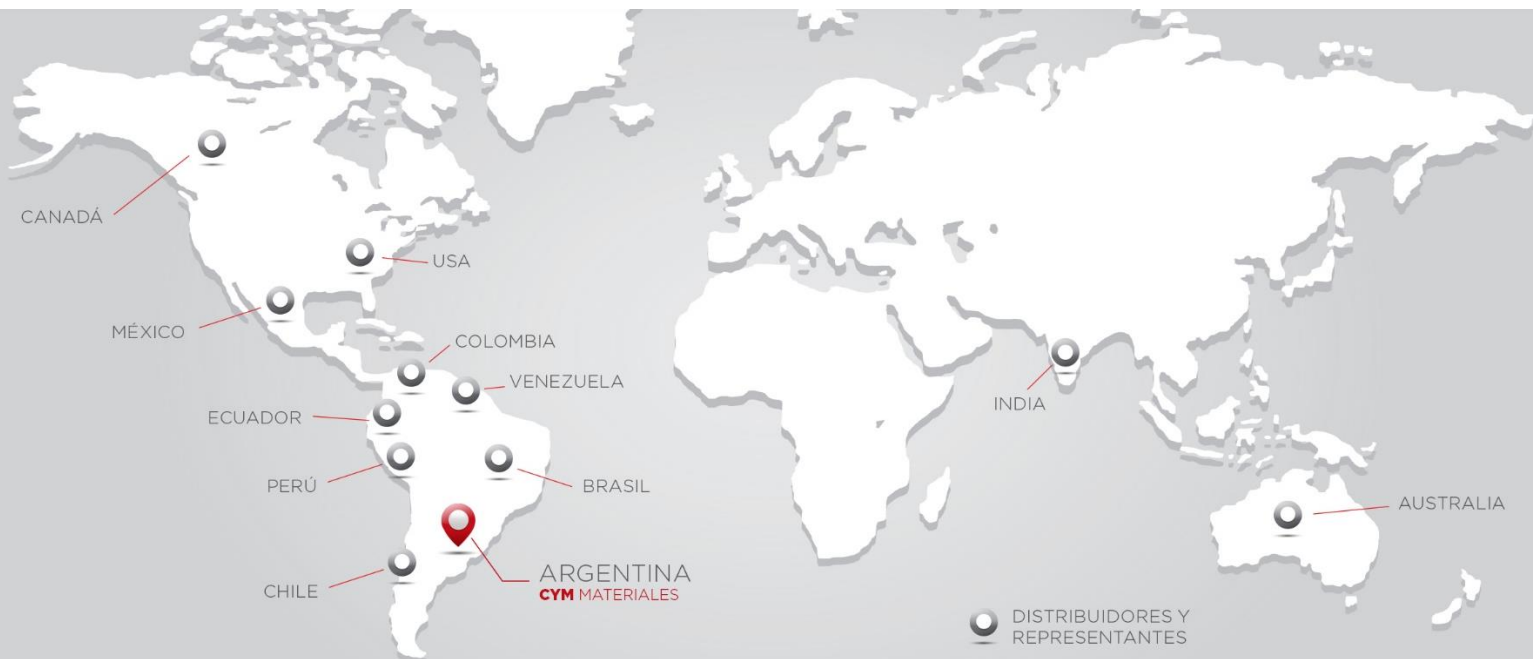 CANADÁ
USA
MÉXICO
COLOMBIA
VENEZUELA
ECUADOR
INDIA
PERÚ
BRASIL
AUSTRALIA
CHILE
ARGENTINA
CYM MATERIALES
DISTRIBUIDORES Y
REPRESENTANTES